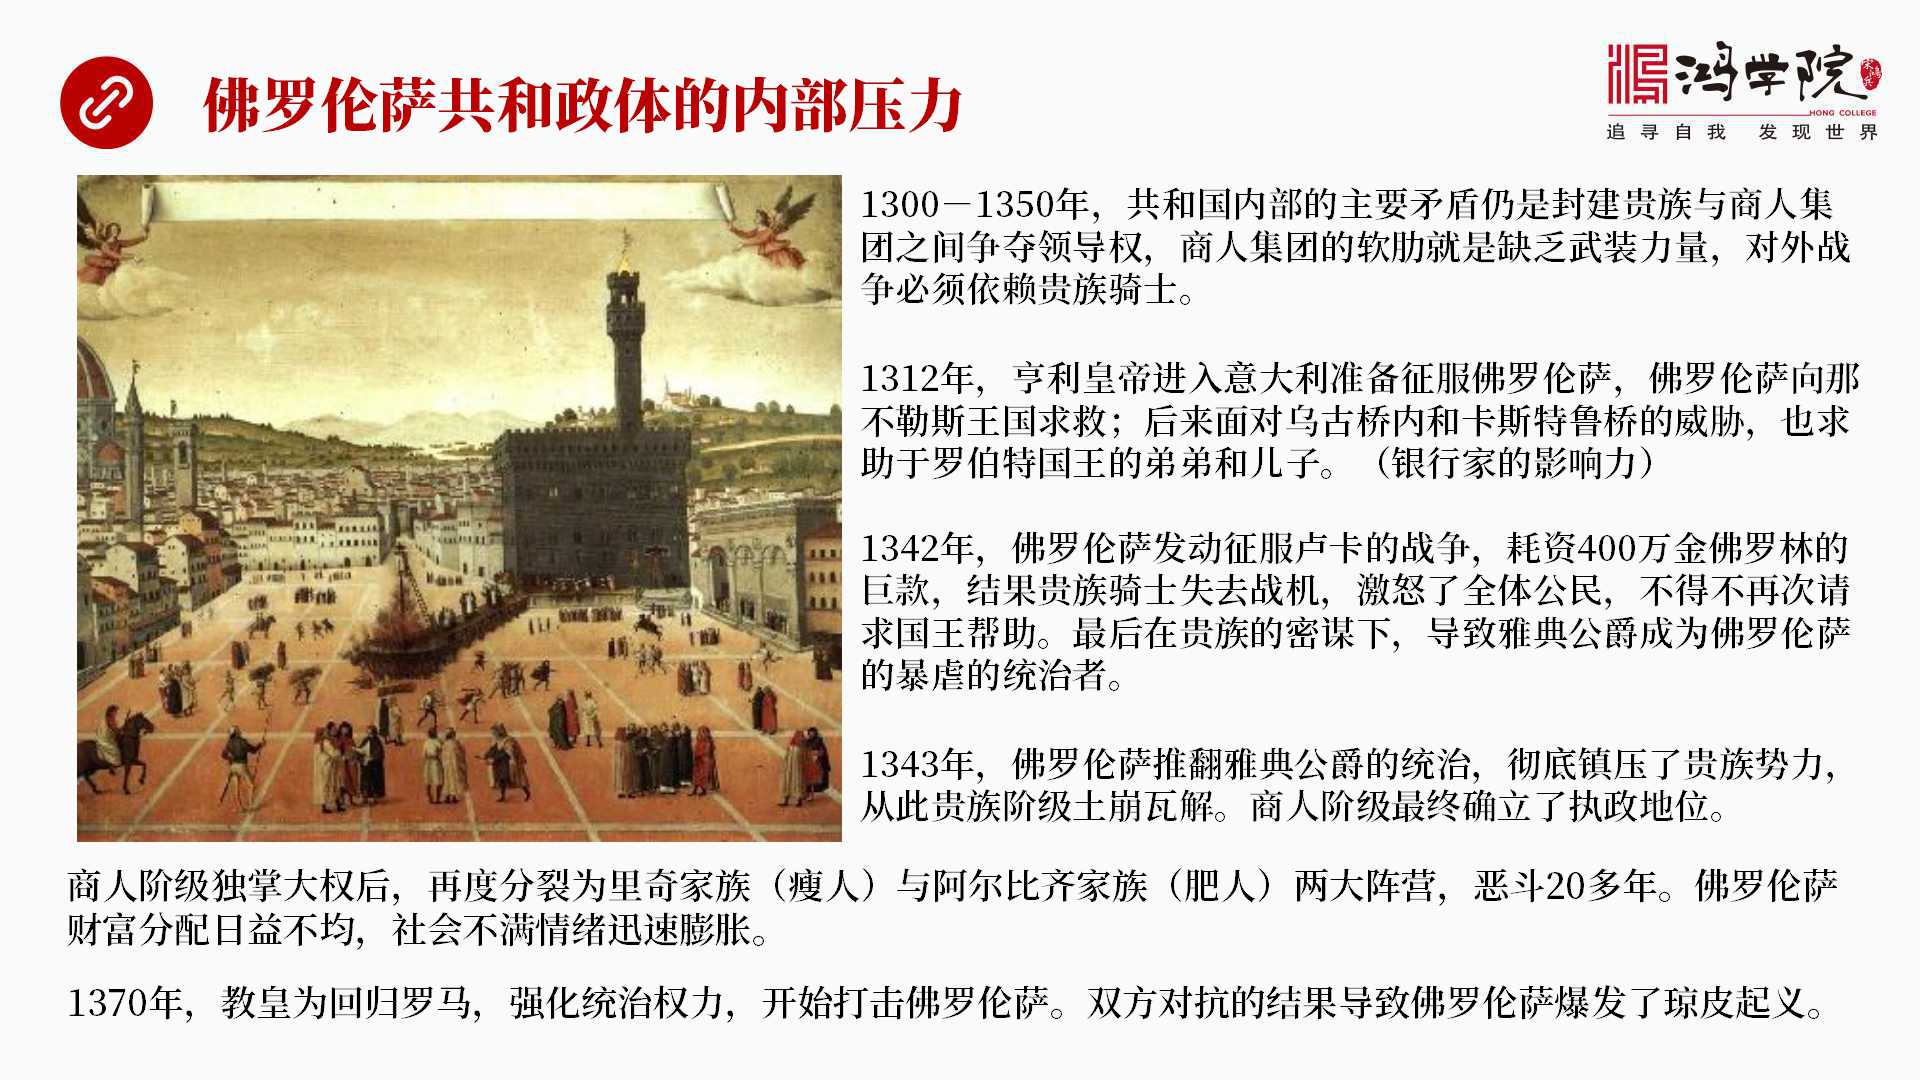 佛罗伦萨共和政体的内部压力
鸿学院
宋鸿兵
HONG COLLEGE
追寻自我 发现世界
1300－1350年，共和国内部的主要矛盾仍是封建贵族与商人集
团之间争夺领导权，商人集团的软肋就是缺乏武装力量，对外战
争必须依赖贵族骑士。
1312年，亨利皇帝进入意大利准备征服佛罗伦萨，佛罗伦萨向那
不勒斯王国求救；后来面对乌古桥内和卡斯特鲁桥的威胁，也求
助于罗伯特国王的弟弟和儿子。（银行家的影响力）
1342年，佛罗伦萨发动征服卢卡的战争，耗资400万金佛罗林的
巨款，结果贵族骑士失去战机，激怒了全体公民，不得不再次请
求国王帮助。最后在贵族的密谋下，导致雅典公爵成为佛罗伦萨
的暴虐的统治者。
1343年，佛罗伦萨推翻雅典公爵的统治，彻底镇压了贵族势力，
从此贵族阶级土崩瓦解。商人阶级最终确立了执政地位。
商人阶级独掌大权后，再度分裂为里奇家族（瘦人）与阿尔比齐家族（肥人）两大阵营，恶斗20多年。佛罗伦萨
财富分配日益不均，社会不满情绪迅速膨胀。
1370年，教皇为回归罗马，强化统治权力，开始打击佛罗伦萨。双方对抗的结果导致佛罗伦萨爆发了琼皮起义。